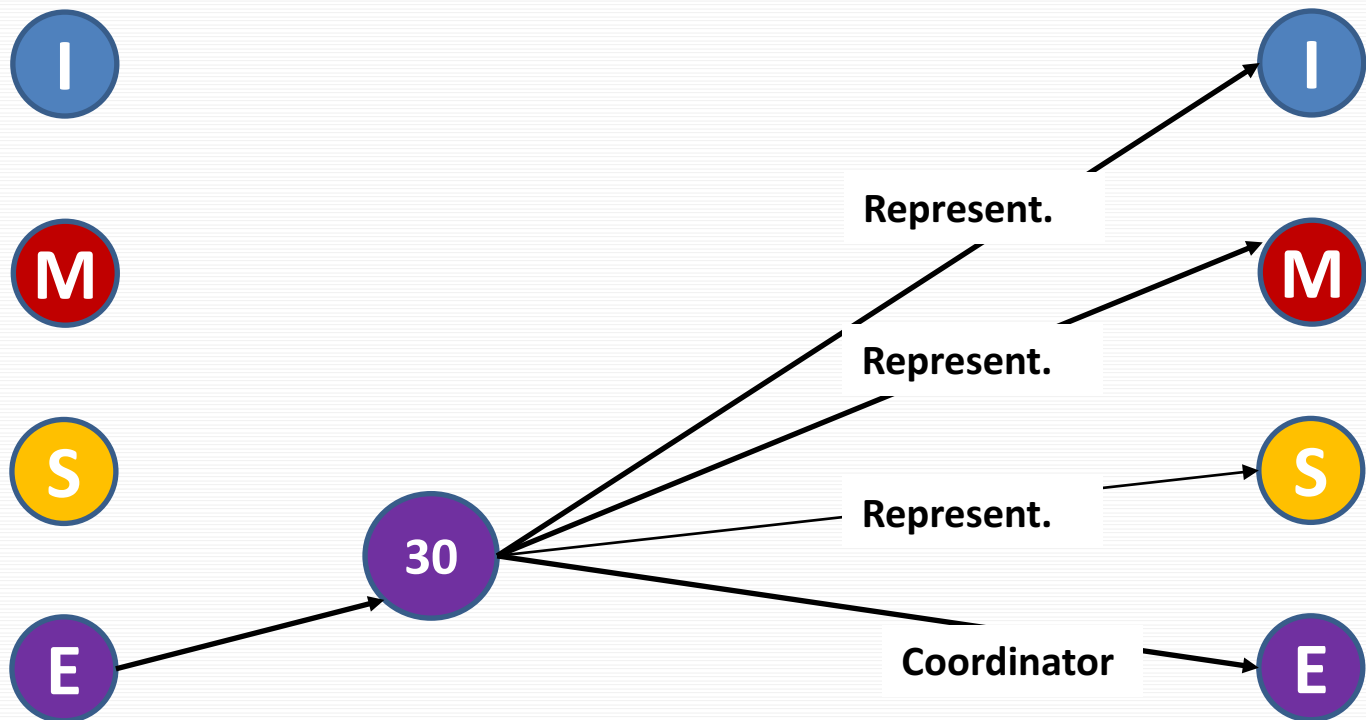 I
I
Represent.
M
M
Represent.
S
S
Represent.
30
E
Coordinator
E